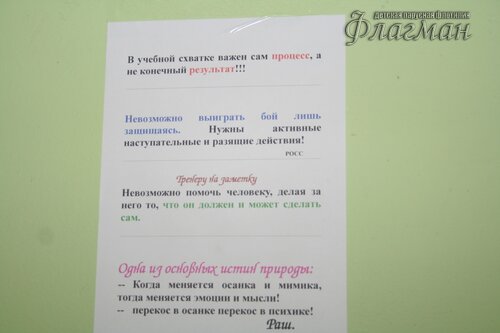 детская парусная флотилия
Флагман
В учебной схватке важен сам процесс, а
не конечный результат!!!
Невозможно выиграть бой лишь
защищаясь. Нужны активные
наступательные и разящие действия!
РОСС
Тренеру на заметку
Невозможно помочь человеку, делая за
него то, что он должен и может сделать
сам.
Одна из основных истин природы:
-- Когда меняется осанка и мимика,
тогда меняется эмоции и мысли!
-- перекос в осанке перекос в психике!
Раш.